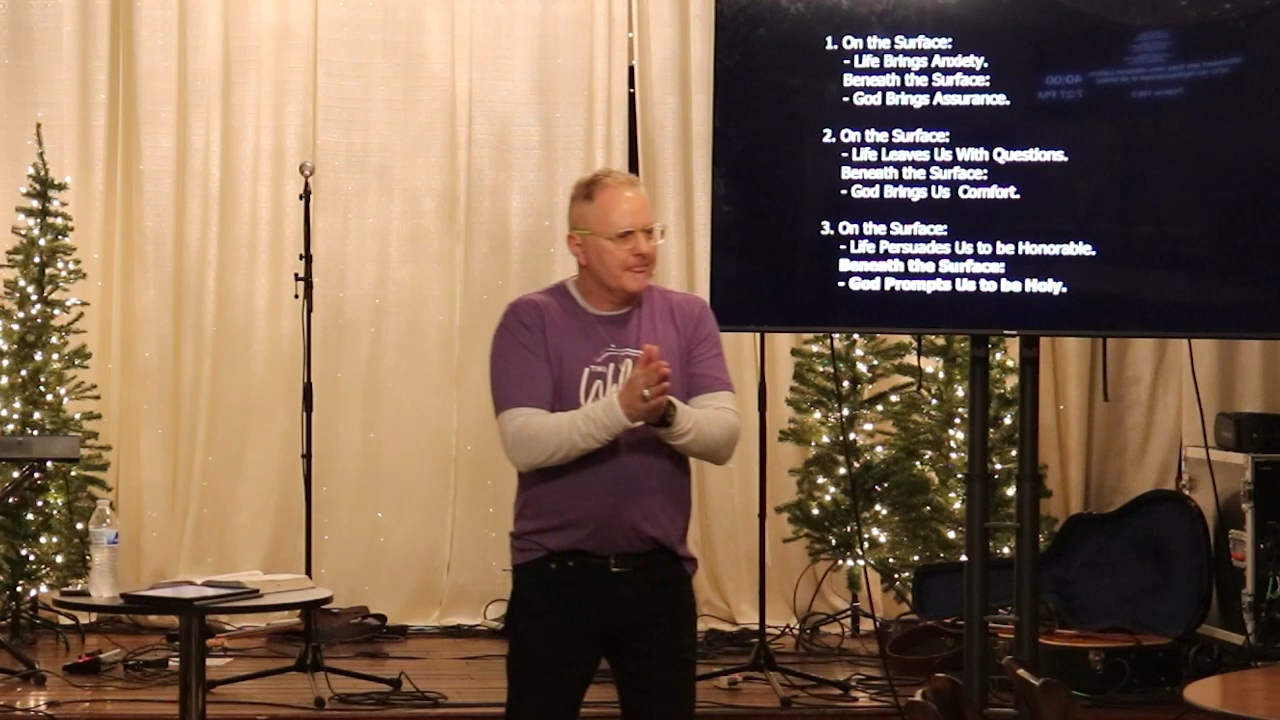 1. On the Surface:
- Life Brings Anxiety.
Beneath the Surface:
- God Brings Assurance.
2. On the Surface:
- Life Leaves Us With Questions.
Beneath the Surface:
- God Brings Us Comfort.
3. On the Surface:
- Life Persuades Us to be Honorable.
Beneath the Surface:
- God Prompts Us to be Holy.